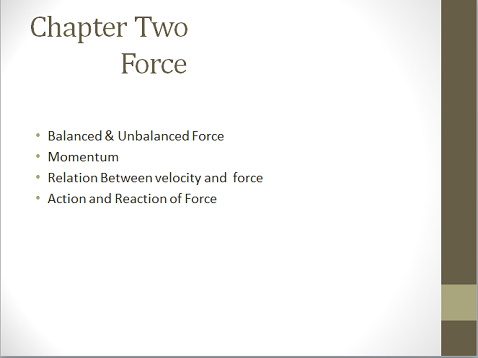 Chapter Two
Force
• Balanced & Unbalanced Force
• Momentum
• Relation Between velocity and  force
• Action and Reaction of Force